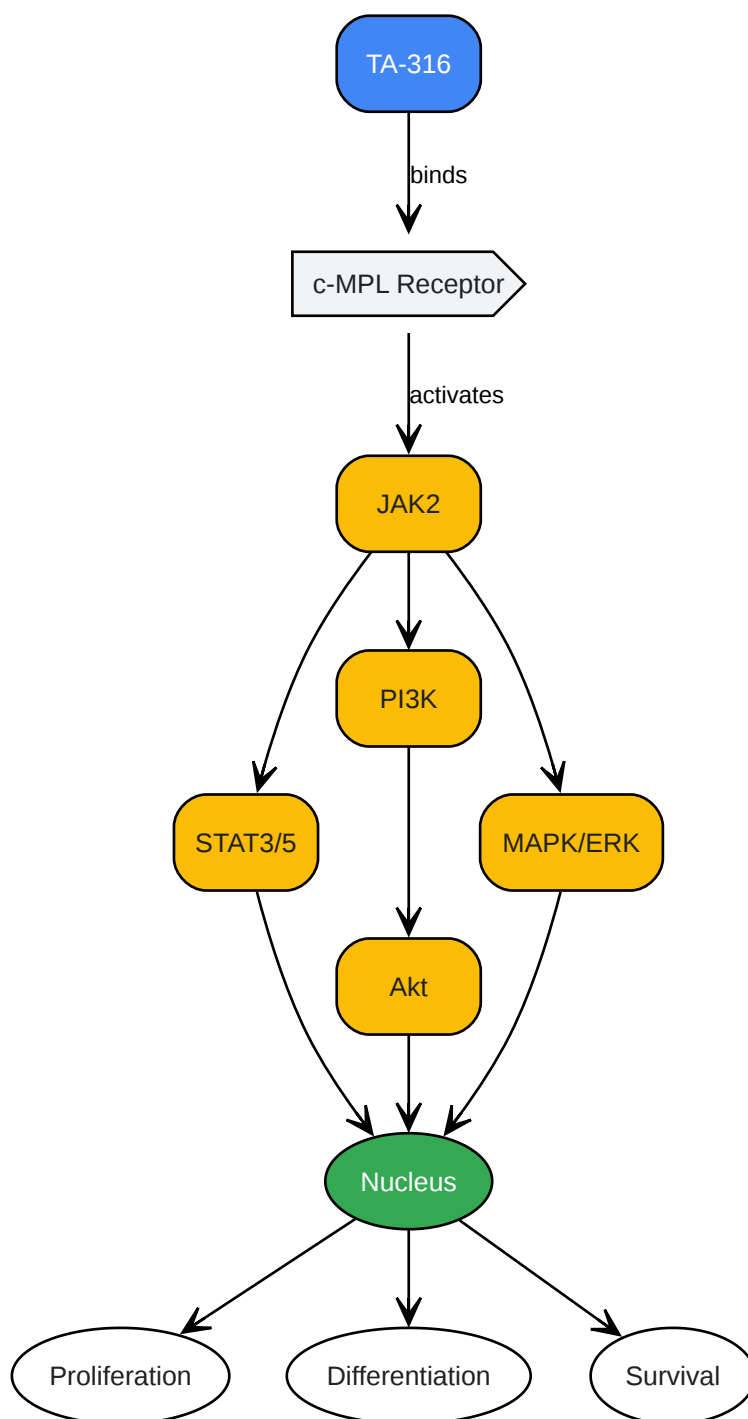 TA-316
binds
c-MPL Receptor
activates
JAK2
PI3K
STAT3/5
MAPK/ERK
Akt
Nucleus
Proliferation
Differentiation
Survival